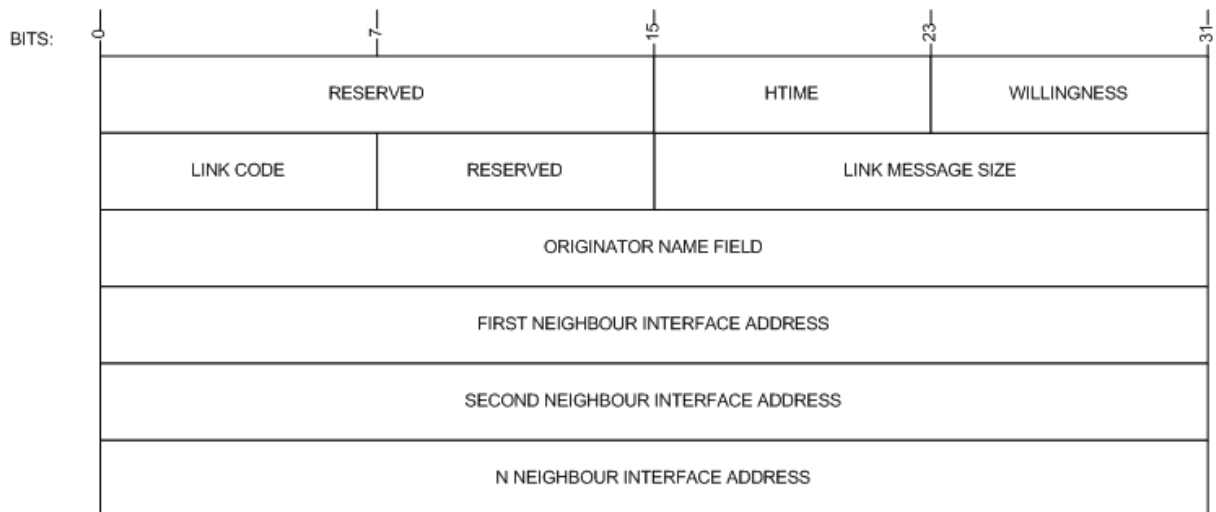 BITS: 0 7 15 23 31
RESERVED HTIME WILLINGNESS
LINK CODE RESERVED LINK MESSAGE SIZE
ORIGINATOR NAME FIELD
FIRST NEIGHBOUR INTERFACE ADDRESS
SECOND NEIGHBOUR INTERFACE ADDRESS
N NEIGHBOUR INTERFACE ADDRESS